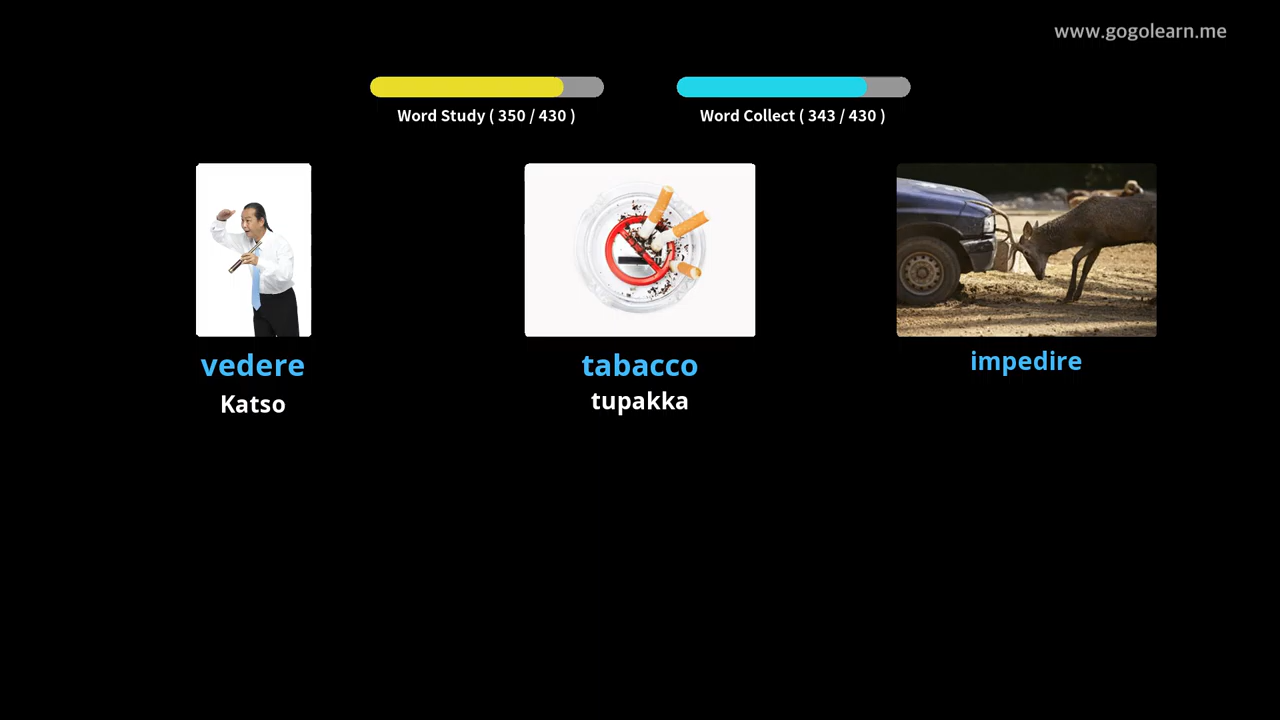 www.gogolearn.me
Word Study ( 350 / 430 )
Word Collect ( 343 / 430 )
vedere
Katso
tabacco
tupakka
impedire